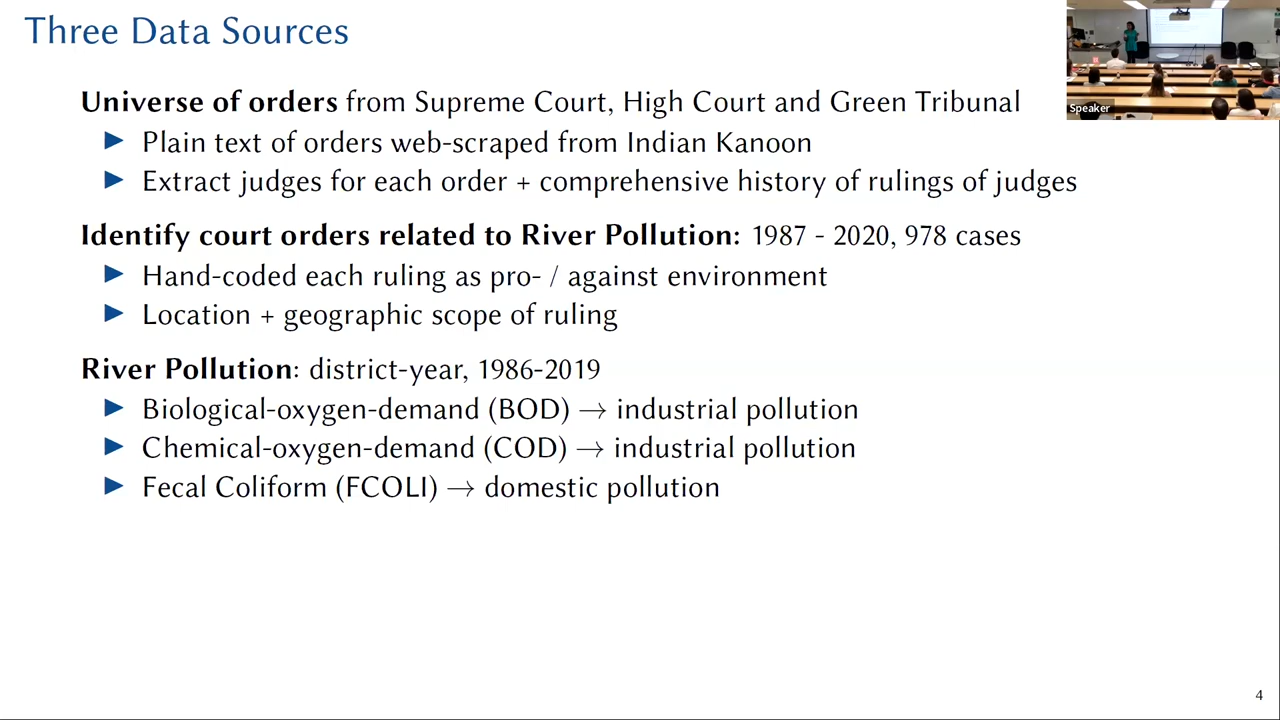 Three Data Sources
Speaker
Universe of orders from Supreme Court, High Court and Green Tribunal
▶ Plain text of orders web-scraped from Indian Kanoon
▶ Extract judges for each order + comprehensive history of rulings of judges
Identify court orders related to River Pollution: 1987 - 2020, 978 cases
▶ Hand-coded each ruling as pro- / against environment
▶ Location + geographic scope of ruling
River Pollution: district-year, 1986-2019
▶ Biological-oxygen-demand (BOD) → industrial pollution
▶ Chemical-oxygen-demand (COD) → industrial pollution
▶ Fecal Coliform (FCOLI) → domestic pollution
4